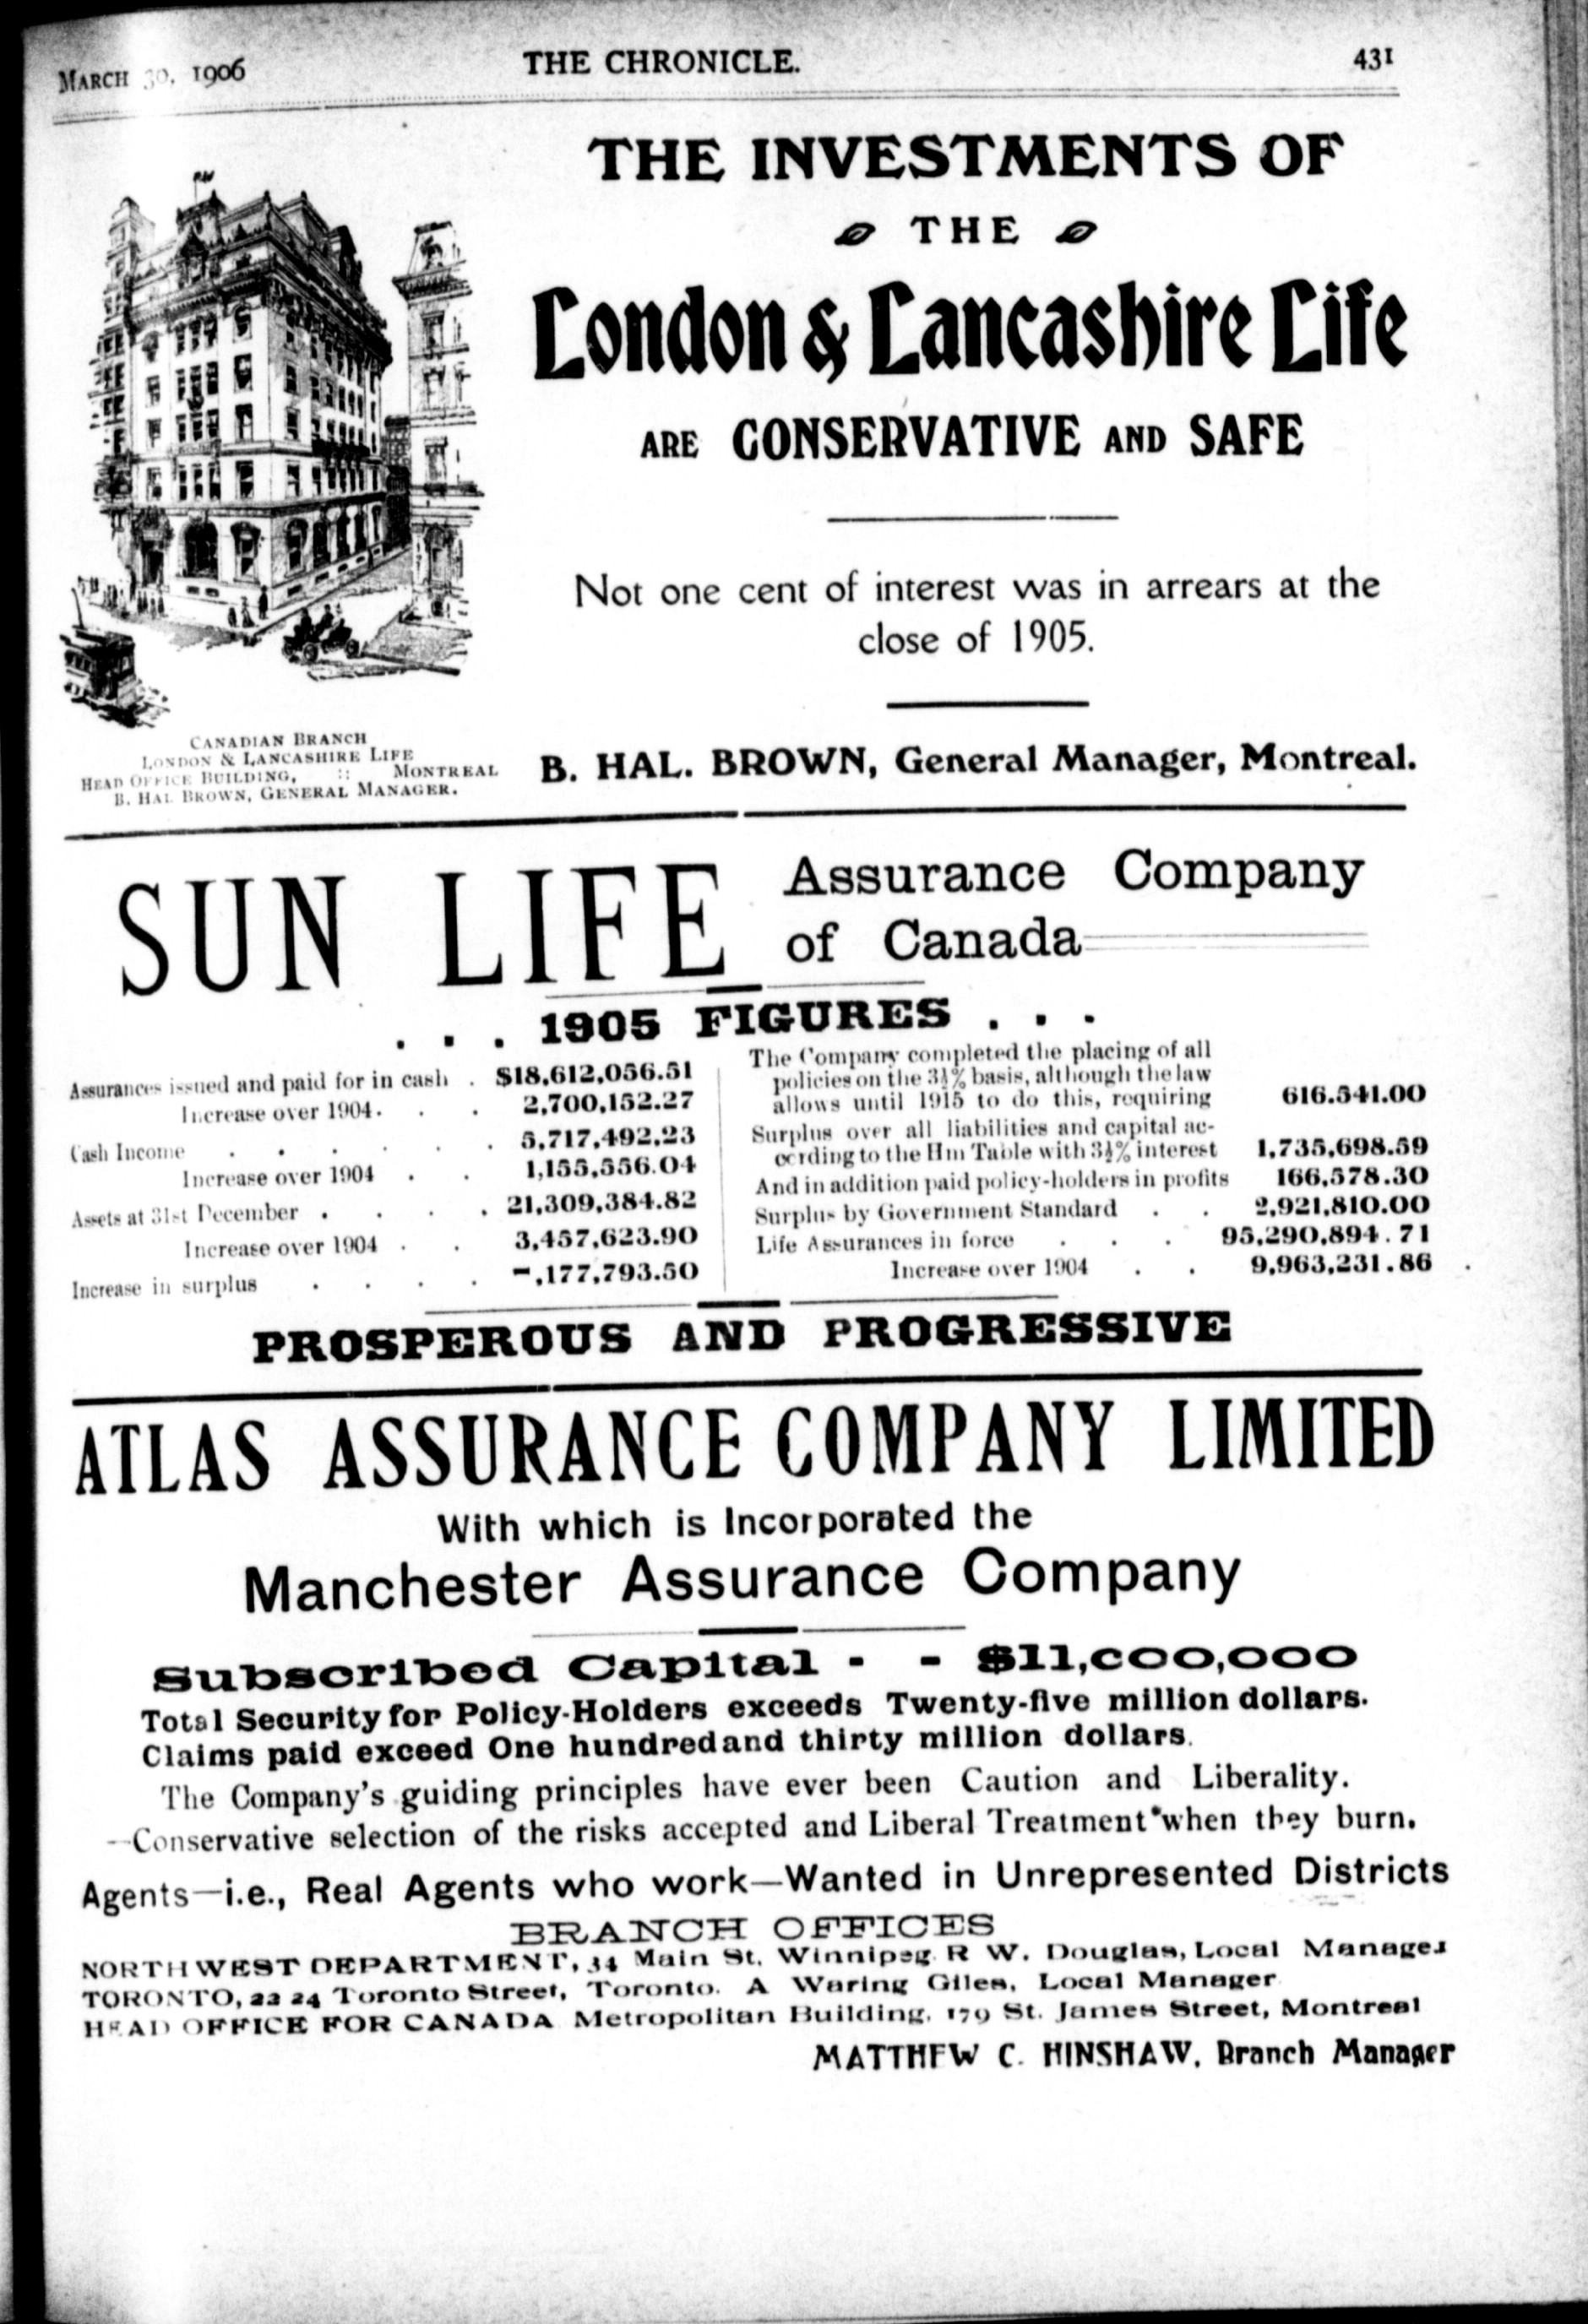 MARCH 30, 1906
THE CHRONICLE.
431
THE INVESTMENTS OF
THE
London & Lancashire Life
ARE CONSERVATIVE AND SAFE
Not one cent of interest was in arrears at the
close of 1905.
CANADIAN BRANCH
LONDON & LANCASHIRE LIFE
HEAD OFFICE BUILDING, :: MONTREAL
B. HAL BROWN, GENERAL MANAGER.
B. HAL. BROWN, General Manager, Montreal.
SUN LIFE
Assurance Company
of Canada
. . . 1905 FIGURES . . .
Assurances issued and paid for in cash . $18,612,056.51
Increase over 1904. . . 2,700,152.27
Cash Income . . . . . . 5,717,492.23
Increase over 1904 . . 1,155,556.04
Assets at 31st December . . . . 21,309,384.82
Increase over 1904 . . 3,457,623.90
Increase in surplus . . . . ,177,793.50
The Company completed the placing of all
policies on the 3½% basis, although the law
allows until 1915 to do this, requiring 616.541.00
Surplus over all liabilities and capital ac-
cording to the Hm Table with 3½% interest 1,735,698.59
And in addition paid policy-holders in profits 166,578.30
Surplus by Government Standard . . 2,921,810.00
Life Assurances in force . . . 95,290,894.71
Increase over 1904 . . 9,963,231.86
PROSPEROUS AND PROGRESSIVE
ATLAS ASSURANCE COMPANY LIMITED
With which is Incorporated the
Manchester Assurance Company
Subscribed Capital - - $11,000,000
Total Security for Policy-Holders exceeds Twenty-five million dollars.
Claims paid exceed One hundred and thirty million dollars.
The Company's guiding principles have ever been Caution and Liberality.
—Conservative selection of the risks accepted and Liberal Treatment when they burn.
Agents—i.e., Real Agents who work—Wanted in Unrepresented Districts
BRANCH OFFICES
NORTHWEST DEPARTMENT, 34 Main St. Winnipeg R W. Douglas, Local Manager
TORONTO, 22 24 Toronto Street, Toronto. A Waring Giles, Local Manager
HEAD OFFICE FOR CANADA Metropolitan Building, 179 St. James Street, Montreal
MATTHEW C. HINSHAW, Branch Manager